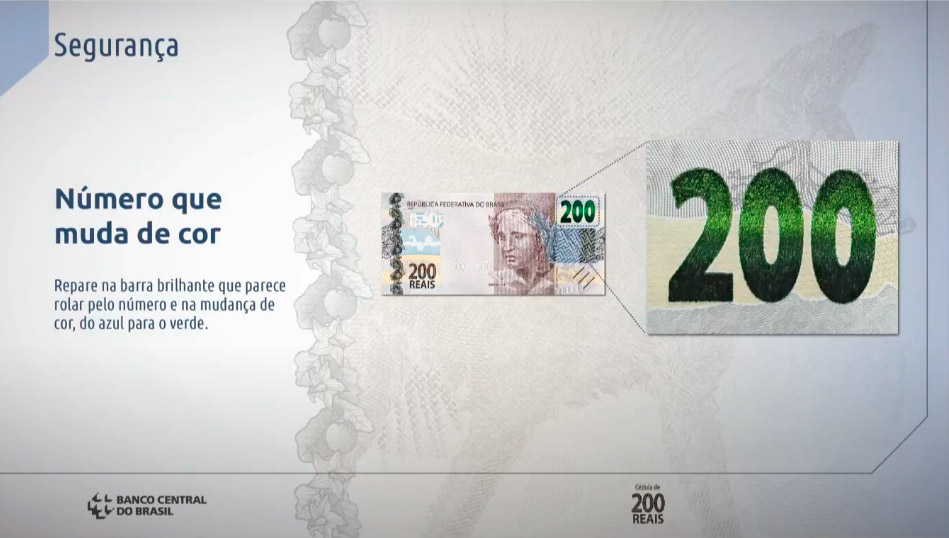 Segurança
Número que
muda de cor
Repare na barra brilhante que parece
rolar pelo número e na mudança de
cor, do azul para o verde.
REPÚBLICA FEDERATIVA DO BRASIL
200
200
REAIS
200
BANCO CENTRAL
DO BRASIL
Cédula de
200
REAIS